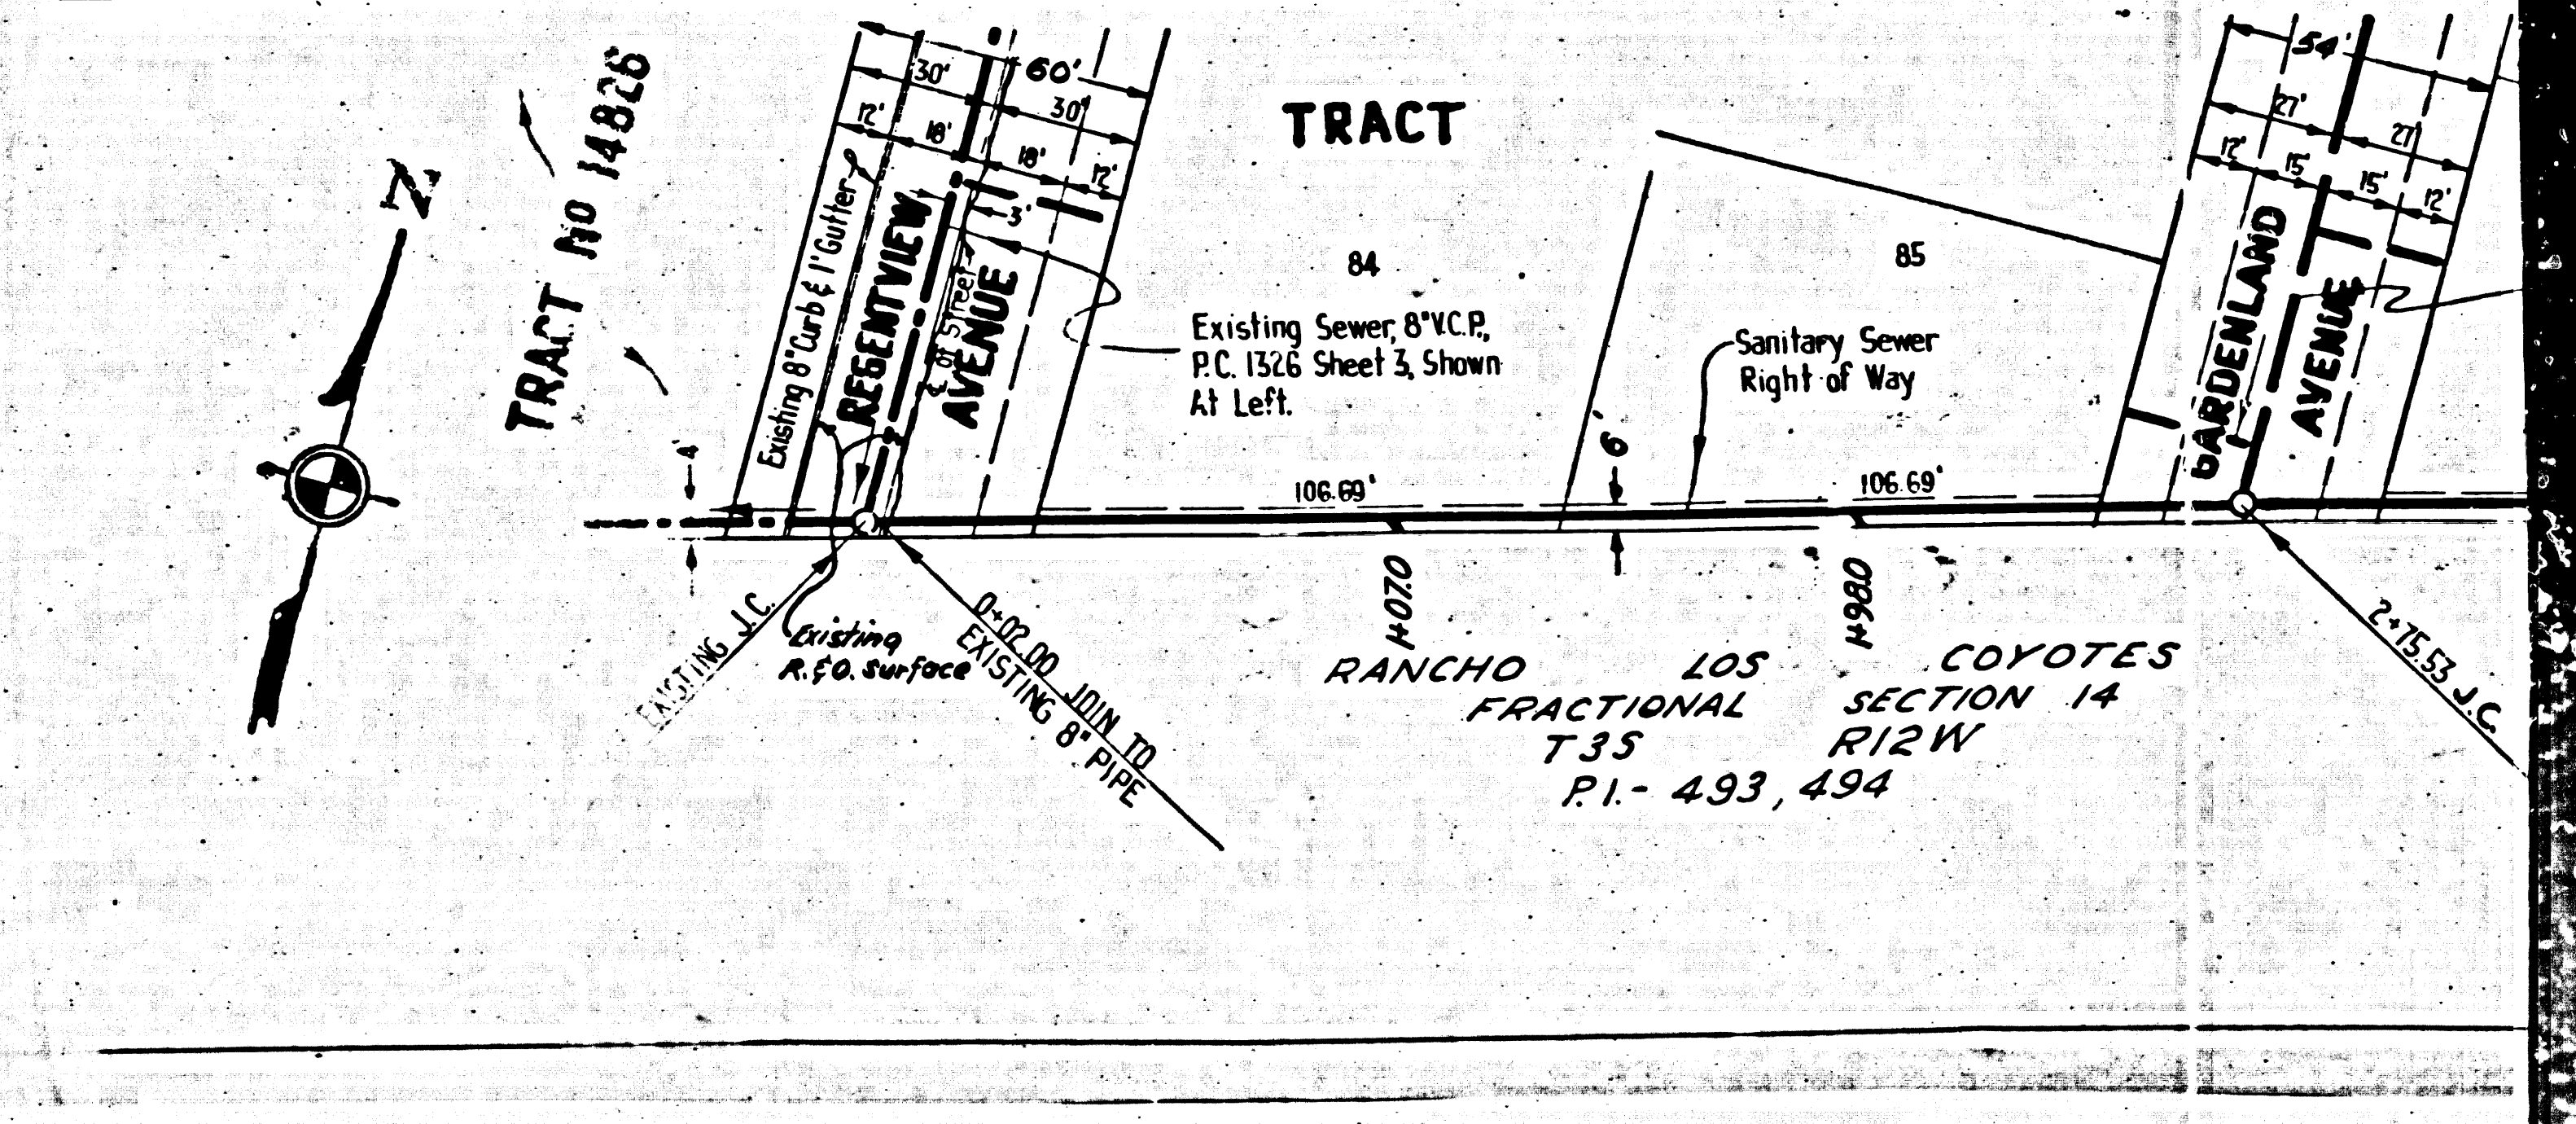 TRACT No 14826
N
60'
30'
30'
12'
18'
18'
12'
3'
Existing 8" Curb & 1' Gutter
REGENTVIEW
AVENUE
℄ of Street
TRACT
84
Existing Sewer, 8" V.C.P.,
P.C. 1326 Sheet 3, Shown
At Left.
85
Sanitary Sewer
Right of Way
54'
27'
27'
12'
15'
15'
12'
GARDENLAND
AVENUE
4'
6'
106.69'
106.69'
EXISTING J.C.
Existing
R.&O. Surface
0+02.00 JOIN TO
EXISTING 8" PIPE
1+07.0
1+98.0
2+75.53 J.C.
RANCHO LOS COYOTES
FRACTIONAL SECTION 14
T3S R12W
P.I.- 493, 494